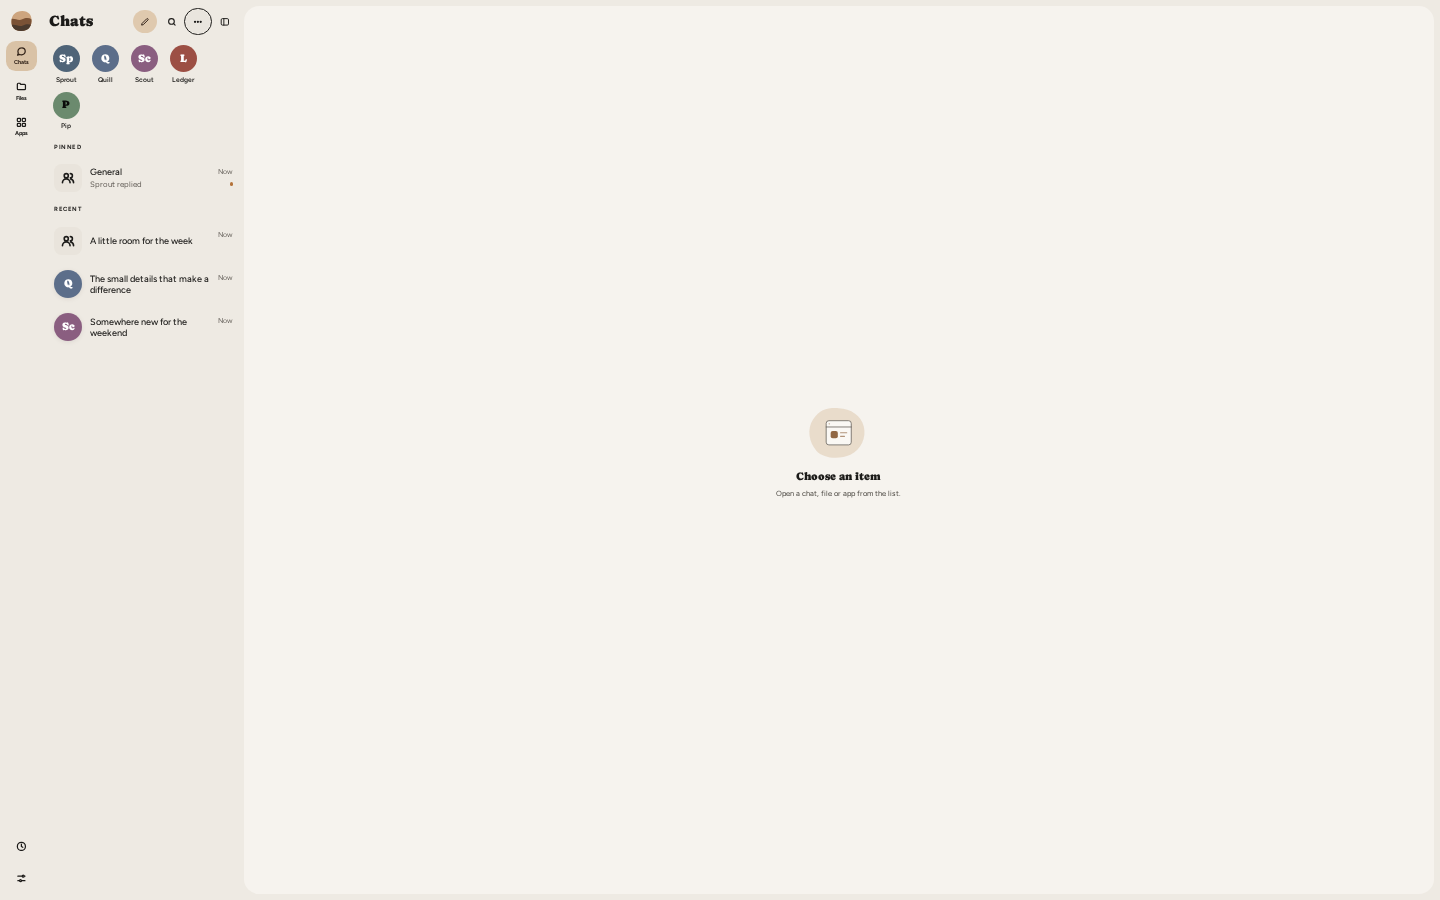 Chats
Chats
Files
Apps
Sp
Q
Sc
L
Sprout
Quill
Scout
Ledger
P
Pip
PINNED
General
Now
Sprout replied
RECENT
A little room for the week
Now
Q
The small details that make a difference
Now
Sc
Somewhere new for the weekend
Now
Choose an item
Open a chat, file or app from the list.